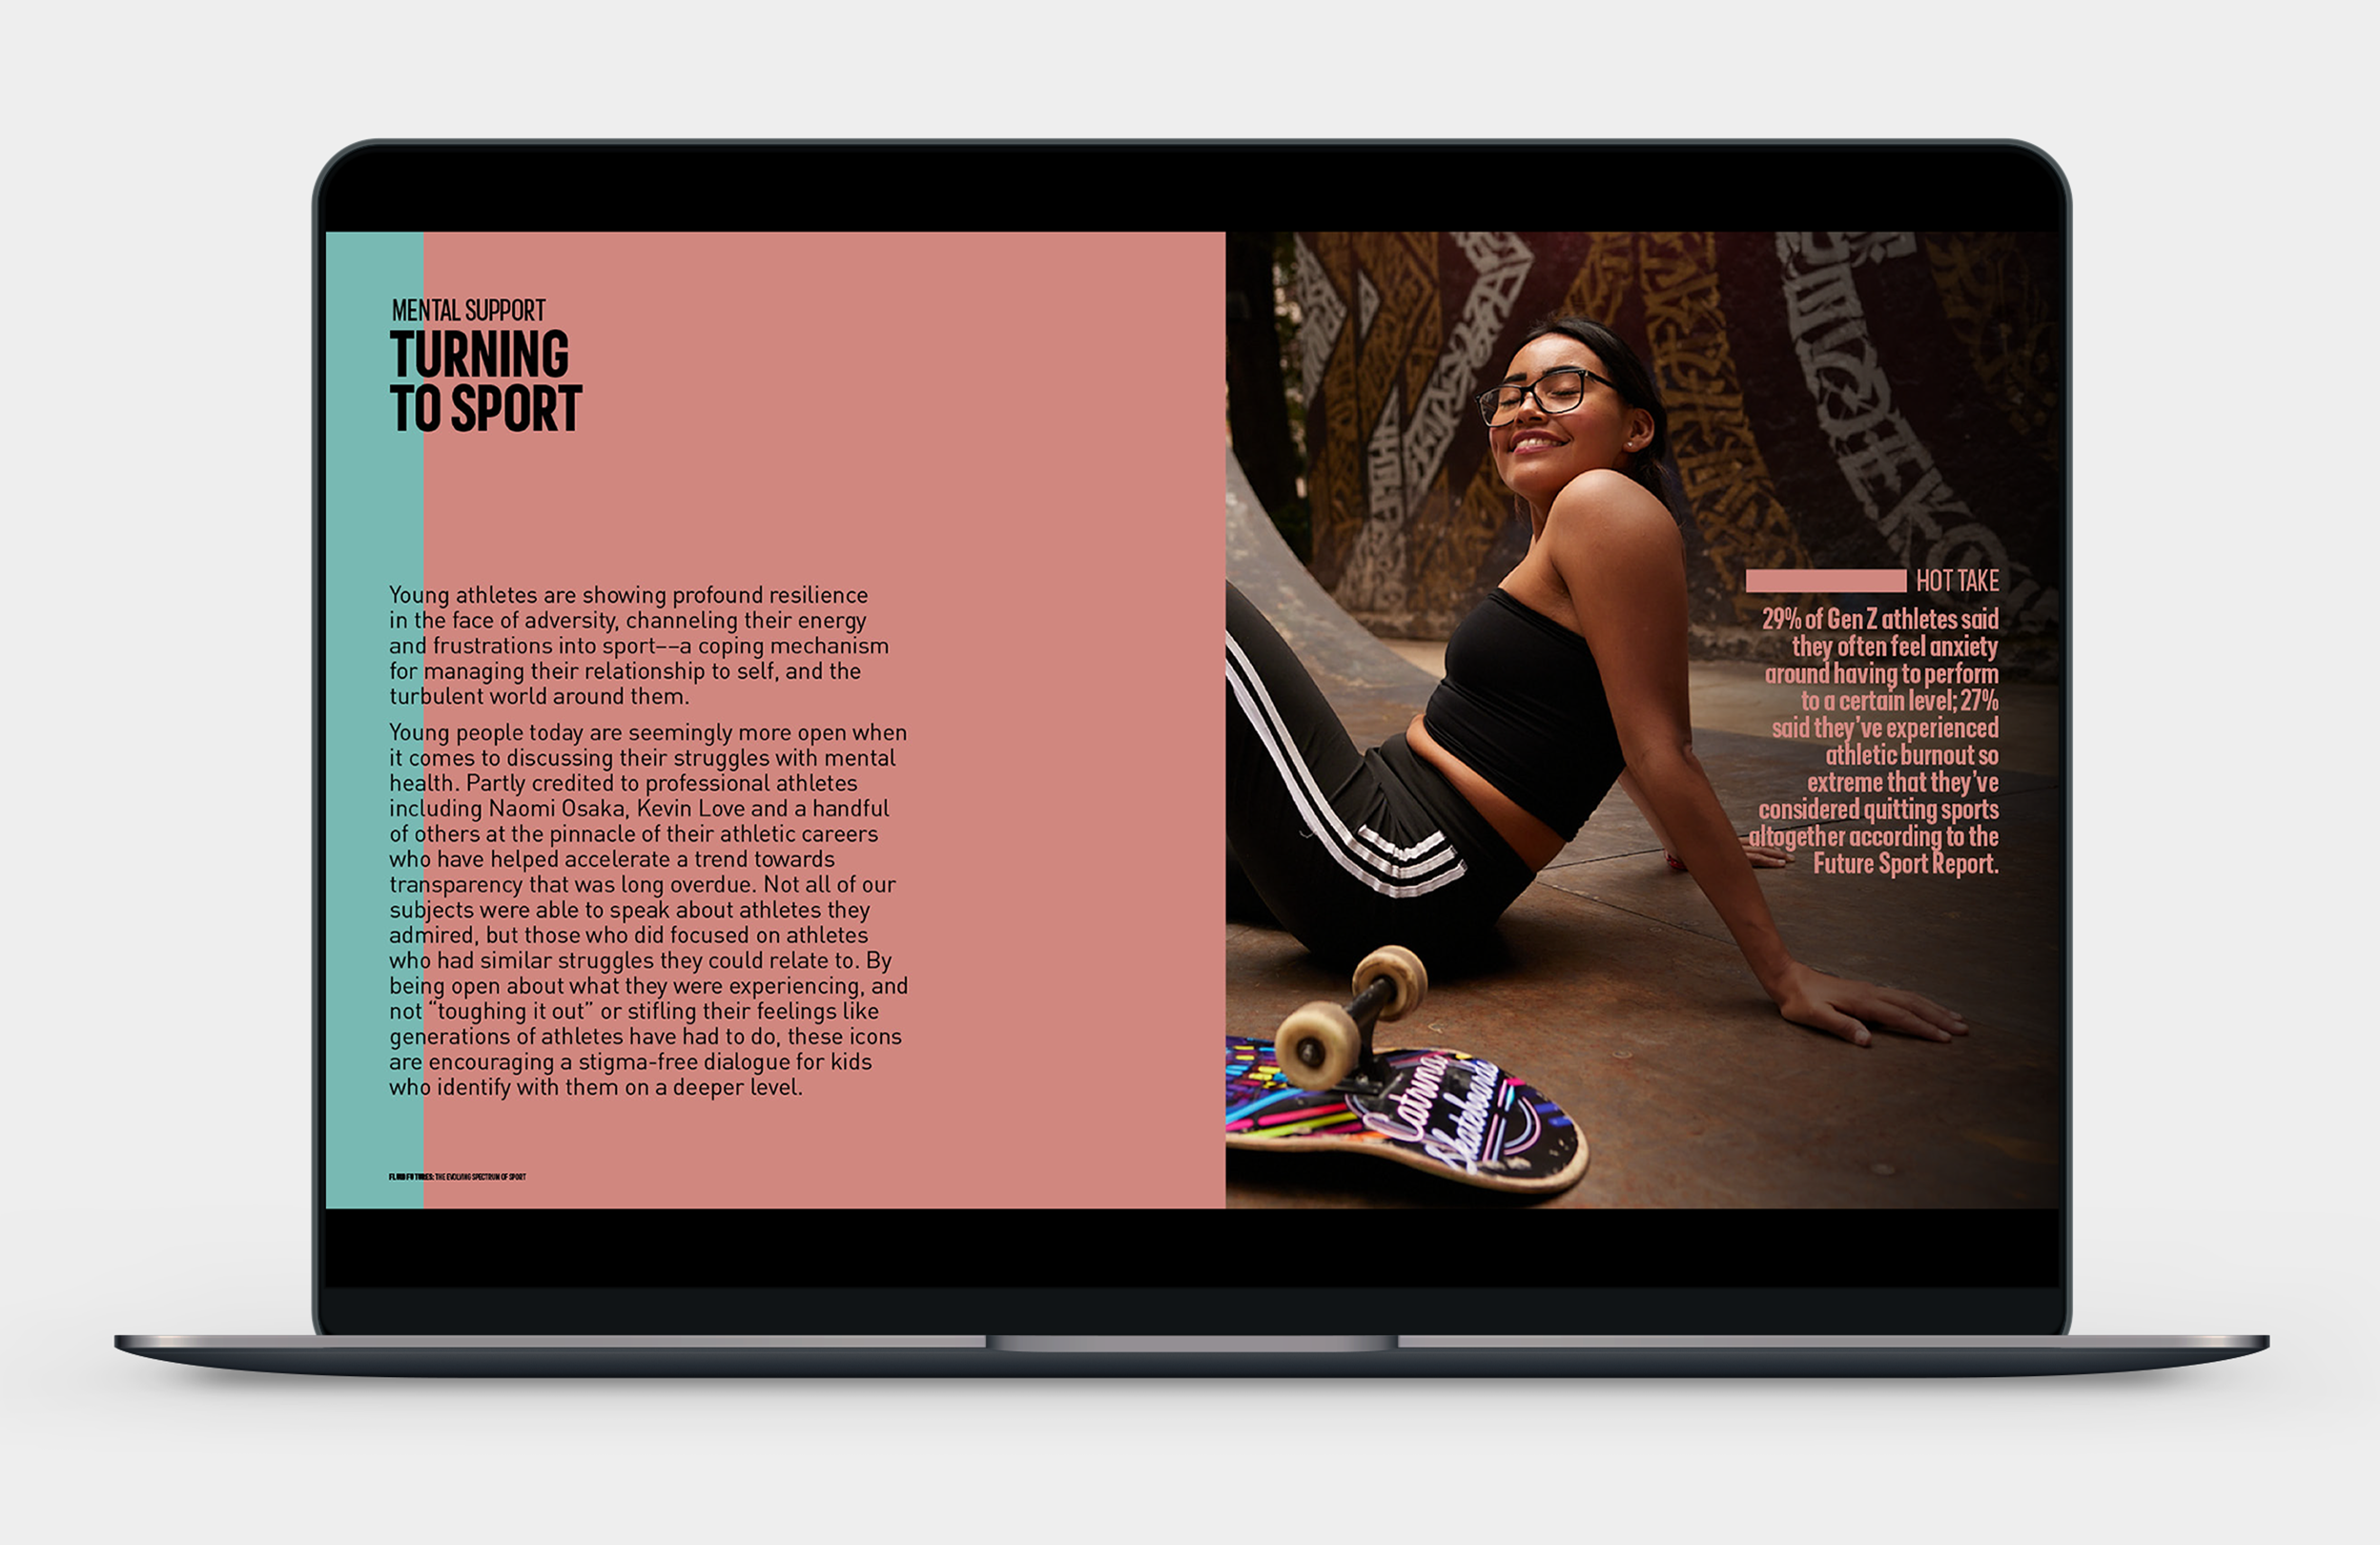 MENTAL SUPPORT
TURNING
TO SPORT
Young athletes are showing profound resilience
in the face of adversity, channeling their energy
and frustrations into sport––a coping mechanism
for managing their relationship to self, and the
turbulent world around them.
Young people today are seemingly more open when
it comes to discussing their struggles with mental
health. Partly credited to professional athletes
including Naomi Osaka, Kevin Love and a handful
of others at the pinnacle of their athletic careers
who have helped accelerate a trend towards
transparency that was long overdue. Not all of our
subjects were able to speak about athletes they
admired, but those who did focused on athletes
who had similar struggles they could relate to. By
being open about what they were experiencing, and
not “toughing it out” or stifling their feelings like
generations of athletes have had to do, these icons
are encouraging a stigma-free dialogue for kids
who identify with them on a deeper level.
THE EVOLVING SPECTRUM OF SPORT
HOT TAKE
29% of Gen Z athletes said
they often feel anxiety
around having to perform
to a certain level; 27%
said they’ve experienced
athletic burnout so
extreme that they’ve
considered quitting sports
altogether according to the
Future Sport Report.
Catrina
Skateboards